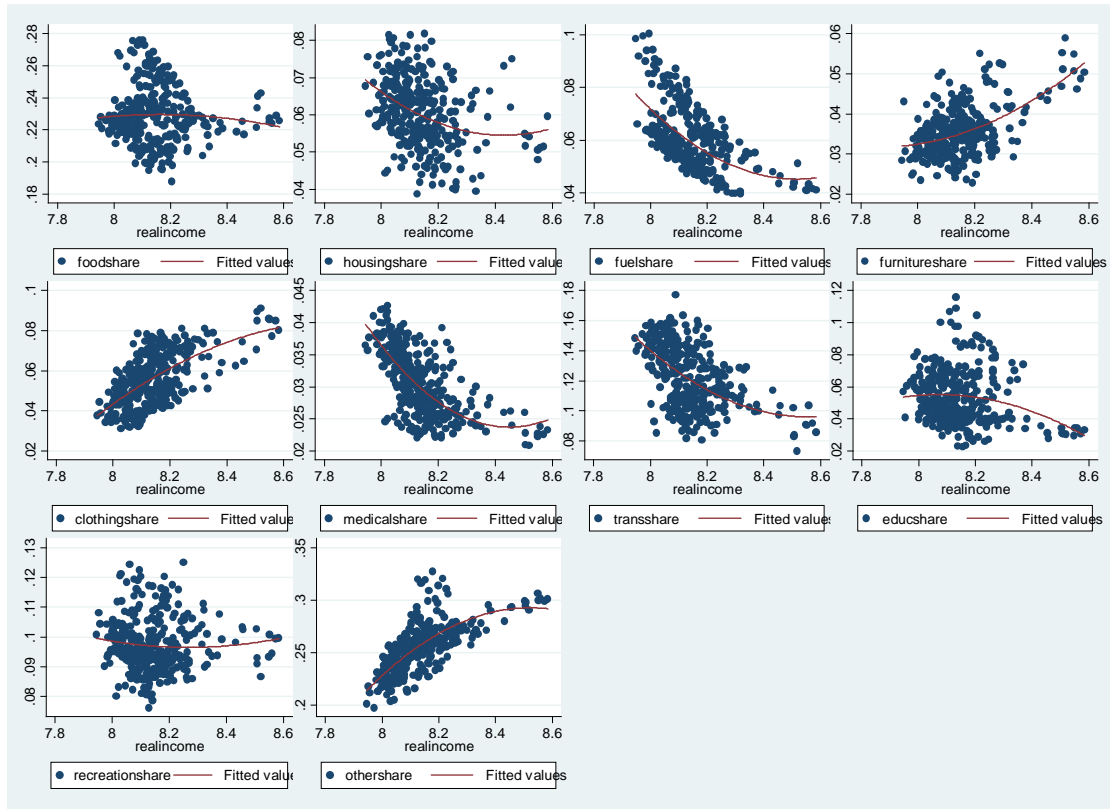 .18 .2 .22 .24 .26 .28
7.8 8 8.2 8.4 8.6
realincome
foodshare Fitted values
.04 .05 .06 .07 .08
7.8 8 8.2 8.4 8.6
realincome
housingshare Fitted value
.04 .06 .08 .1
7.8 8 8.2 8.4 8.6
realincome
fuelshare Fitted values
.02 .03 .04 .05 .06
7.8 8 8.2 8.4 8.6
realincome
furnitureshare Fitted values
.02 .04 .06 .08 .1
7.8 8 8.2 8.4 8.6
realincome
clothingshare Fitted value
.02 .025 .03 .035 .04 .045
7.8 8 8.2 8.4 8.6
realincome
medicalshare Fitted value
.08 .1 .12 .14 .16 .18
7.8 8 8.2 8.4 8.6
realincome
transshare Fitted values
.02 .04 .06 .08 .1 .12
7.8 8 8.2 8.4 8.6
realincome
educshare Fitted values
.08 .09 .1 .11 .12 .13
7.8 8 8.2 8.4 8.6
realincome
recreationshare Fitted value
.2 .25 .3 .35
7.8 8 8.2 8.4 8.6
realincome
othershare Fitted values